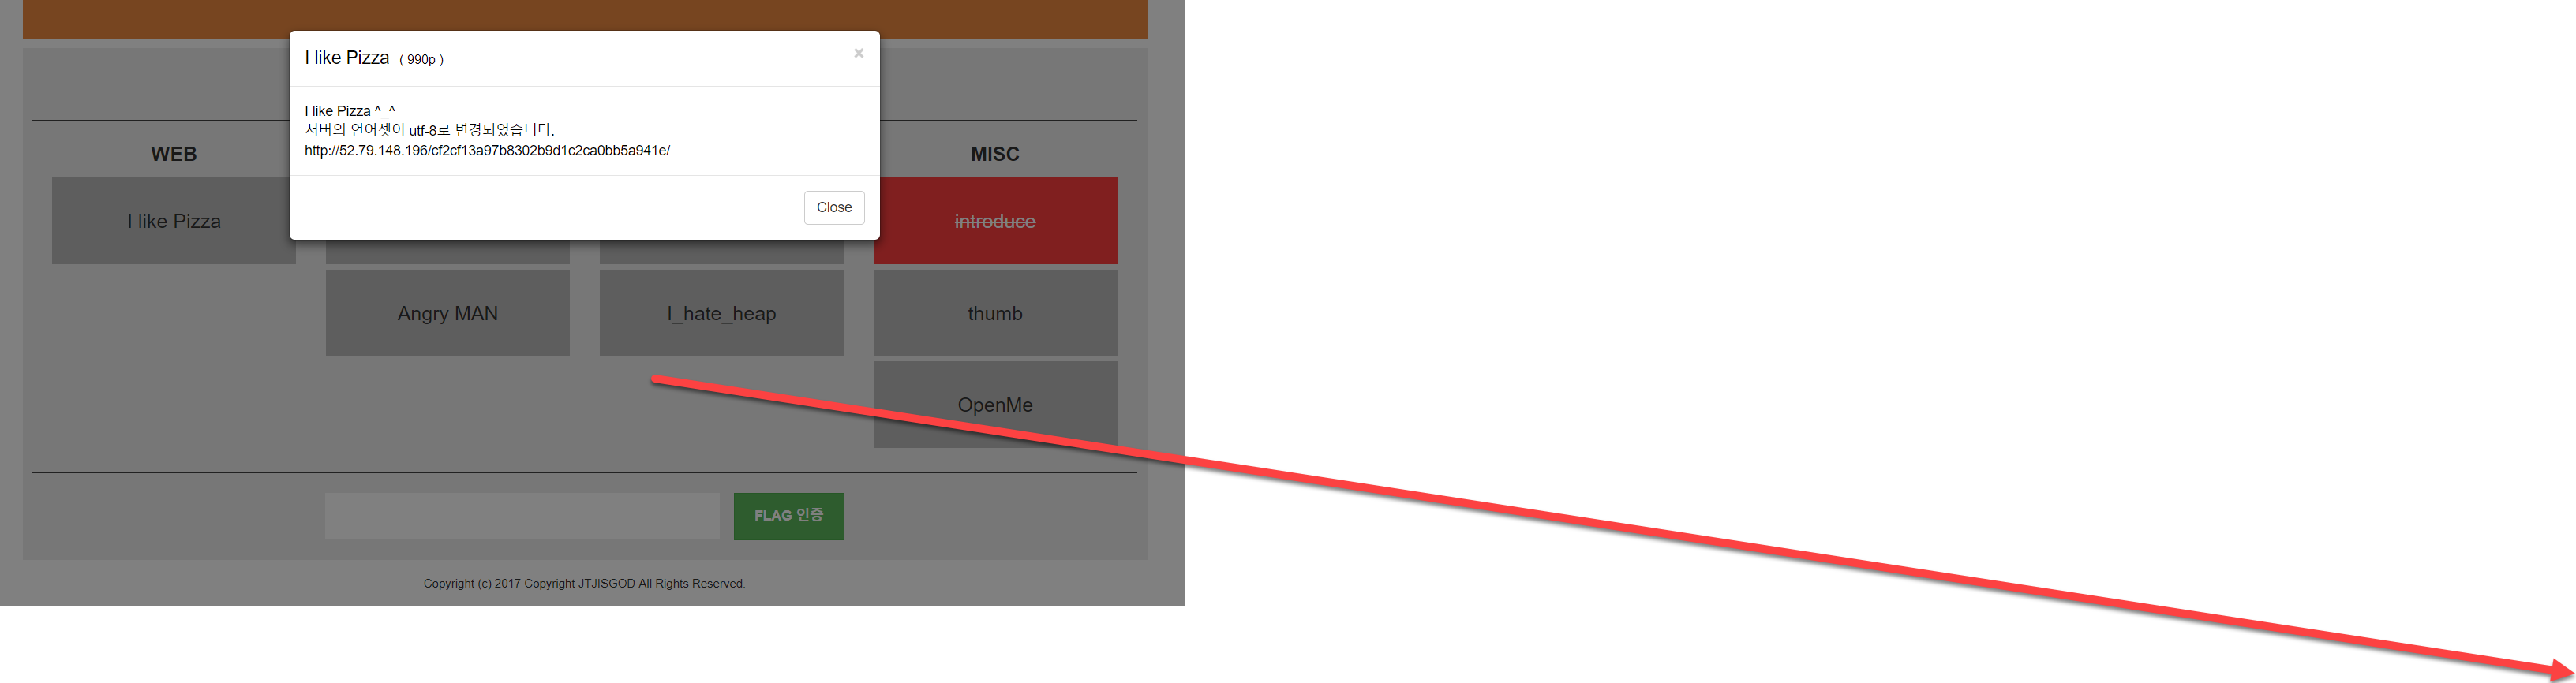 I like Pizza ( 990p )
×
I like Pizza ^_^
서버의 언어셋이 utf-8로 변경되었습니다.
http://52.79.148.196/cf2cf13a97b8302b9d1c2ca0bb5a941e/
Close
WEB
MISC
I like Pizza
introduce
Angry MAN
I_hate_heap
thumb
OpenMe
FLAG 인증
Copyright (c) 2017 Copyright JTJISGOD All Rights Reserved.